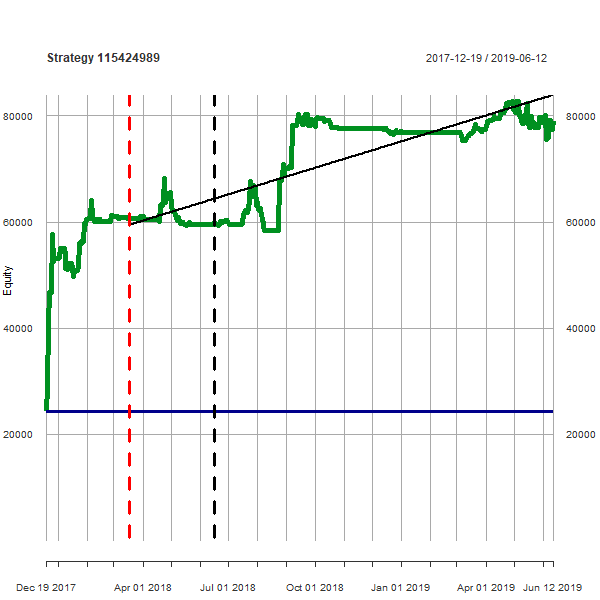 Strategy 115424989 2017-12-19 / 2019-06-12
80000 80000
60000 60000
Equity
40000 40000
20000 20000
Dec 19 2017 Apr 01 2018 Jul 01 2018 Oct 01 2018 Jan 01 2019 Apr 01 2019 Jun 12 2019